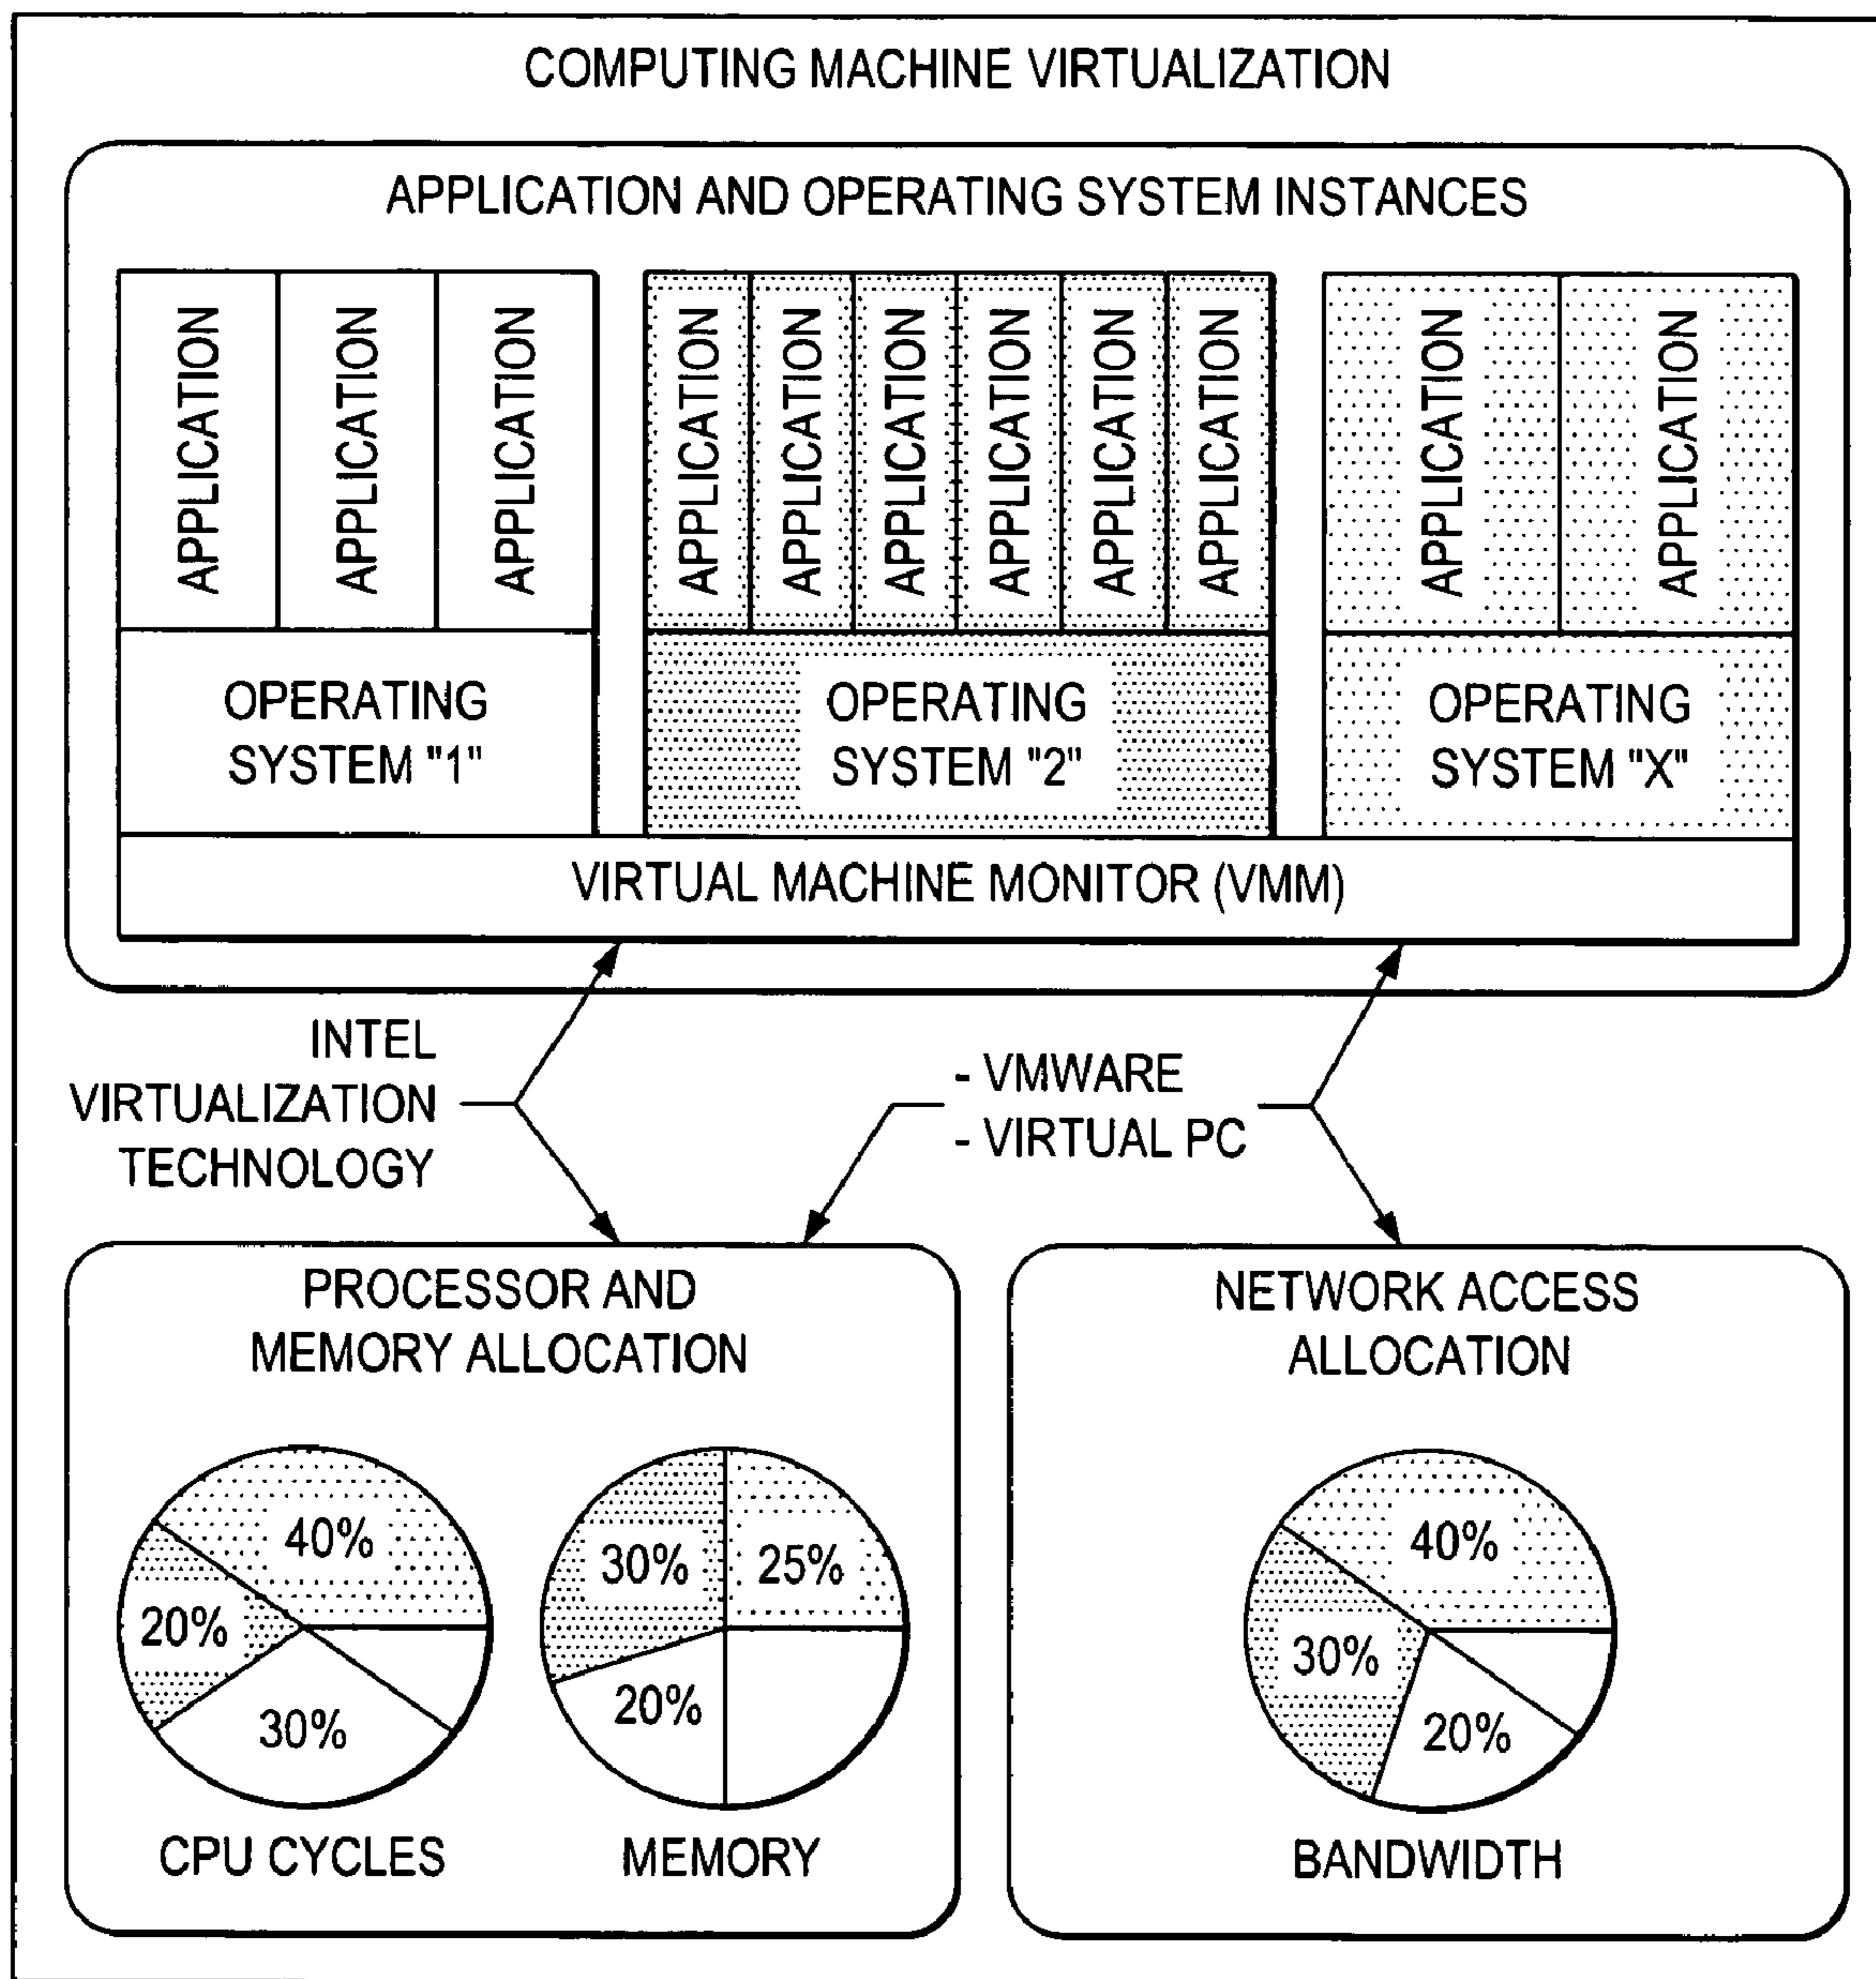 COMPUTING MACHINE VIRTUALIZATION
APPLICATION AND OPERATING SYSTEM INSTANCES
APPLICATION
APPLICATION
APPLICATION
APPLICATION
APPLICATION
APPLICATION
APPLICATION
APPLICATION
APPLICATION
APPLICATION
APPLICATION
OPERATING
SYSTEM "1"
OPERATING
SYSTEM "2"
OPERATING
SYSTEM "X"
VIRTUAL MACHINE MONITOR (VMM)
INTEL
VIRTUALIZATION
TECHNOLOGY
- VMWARE
- VIRTUAL PC
PROCESSOR AND
MEMORY ALLOCATION
40%
20%
30%
CPU CYCLES
30%
25%
20%
MEMORY
NETWORK ACCESS
ALLOCATION
40%
30%
20%
BANDWIDTH